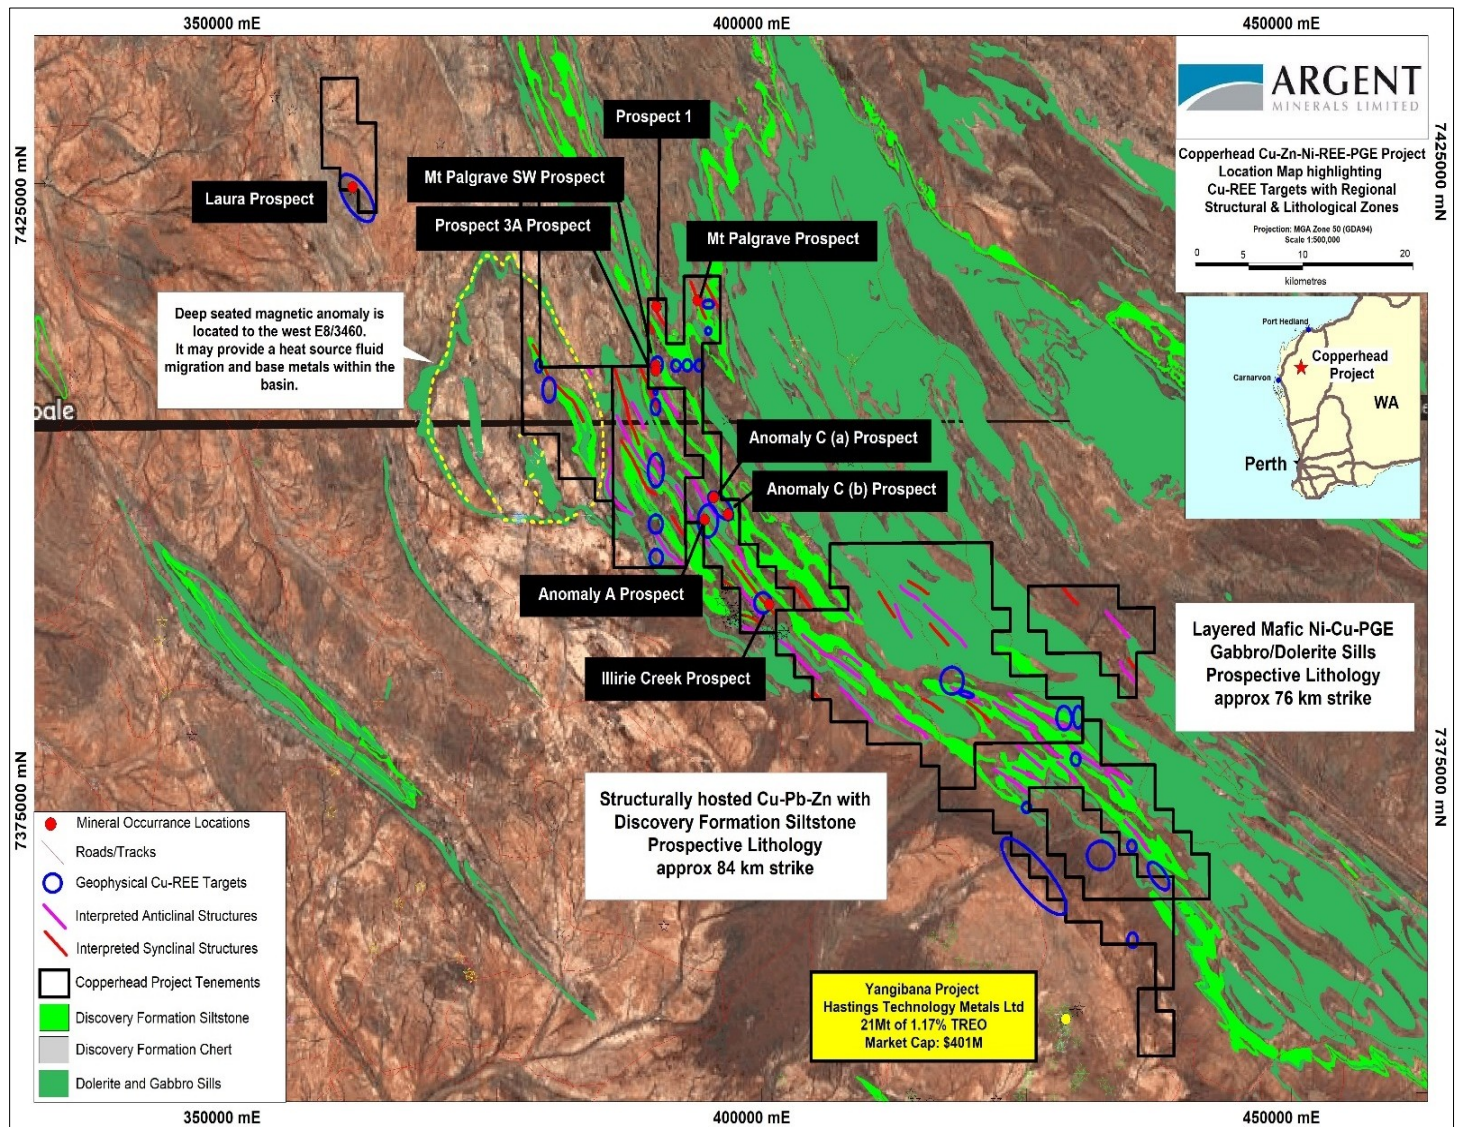 350000 mE
400000 mE
450000 mE
ARGENT
MINERALS LIMITED
Copperhead Cu-Zn-Ni-REE-PGE Project
Location Map highlighting
Cu-REE Targets with Regional
Structural & Lithological Zones
Projection: MGA Zone 50 (GDA94)
Scale 1:500,000
0 5 10 20
kilometres
Port Hedland
Copperhead
Project
Carnarvon
WA
Perth
7425000 mN
7425000 mN
Prospect 1
Mt Palgrave SW Prospect
Laura Prospect
Prospect 3A Prospect
Mt Palgrave Prospect
Deep seated magnetic anomaly is
located to the west E8/3460.
It may provide a heat source fluid
migration and base metals within the
basin.
Anomaly C (a) Prospect
Anomaly C (b) Prospect
Anomaly A Prospect
Illirie Creek Prospect
Layered Mafic Ni-Cu-PGE
Gabbro/Dolerite Sills
Prospective Lithology
approx 76 km strike
Structurally hosted Cu-Pb-Zn with
Discovery Formation Siltstone
Prospective Lithology
approx 84 km strike
7375000 mN
7375000 mN
Mineral Occurrance Locations
Roads/Tracks
Geophysical Cu-REE Targets
Interpreted Anticlinal Structures
Interpreted Synclinal Structures
Copperhead Project Tenements
Discovery Formation Siltstone
Discovery Formation Chert
Dolerite and Gabbro Sills
Yangibana Project
Hastings Technology Metals Ltd
21Mt of 1.17% TREO
Market Cap: $401M
350000 mE
400000 mE
450000 mE